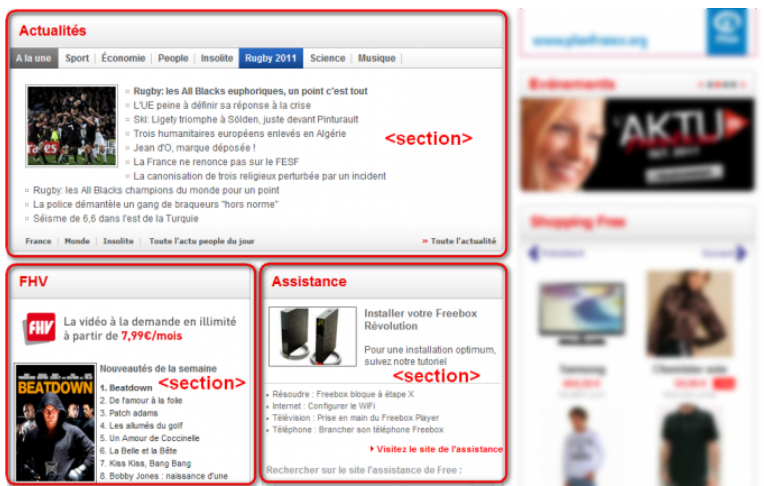 Actualités
A la une Sport Économie People Insolite Rugby 2011 Science Musique
Rugby: les All Blacks euphoriques, un point c'est tout
L'UE peine à définir sa réponse à la crise
Ski: Ligety triomphe à Sölden, juste devant Pinturault
Trois humanitaires européens enlevés en Algérie
<section>
Jean d'O, marque déposée !
La France ne renonce pas sur le FESF
La canonisation de trois religieux perturbée par un incident
Rugby: les All Blacks champions du monde pour un point
La police démantèle un gang de braqueurs "hors norme"
Séisme de 6,6 dans l'est de la Turquie
France Monde Insolite Toute l'actu people du jour
» Toute l'actualité
FHV
FHV
La vidéo à la demande en illimité
à partir de 7,99€/mois
BEATDOWN
Nouveautés de la semaine
1. Beatdown
<section>
2. De l'amour à la folie
3. Patch adams
4. Les allumés du golf
5. Un Amour de Coccinelle
6. La Belle et la Bête
7. Kiss Kiss, Bang Bang
8. Bobby Jones : naissance d'une
Assistance
Installer votre Freebox
Révolution
Pour une installation optimum,
suivez notre tutoriel
<section>
Résoudre : Freebox bloque à étape X
Internet : Configurer le WiFi
Télévision : Prise en main du Freebox Player
Téléphone : Brancher son téléphone Freebox
Visitez le site de l'assistance
Rechercher sur le site d'assistance de Free :
Evénements
AKTU
Shopping Free
Précédent
Suivant
Samsung